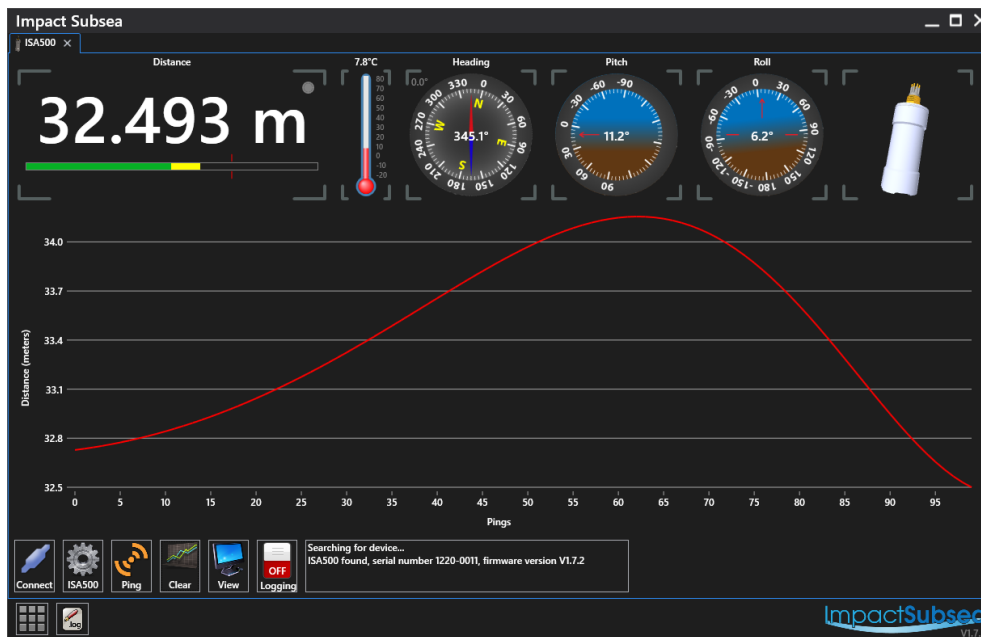 Impact Subsea
ISA500
Distance
7.8°C
Heading
Pitch
Roll
32.493 m
80
70
60
50
40
30
20
10
0
-10
-20
0.0°
330 0 30 60 90 120 150 180 210 240 270 300
N
E
S
W
345.1°
-90
-60
-30
0
30
60
90
11.2°
0 30 60 90 120 150 180 -150 -120 -90 -60 -30
6.2°
Distance (meters)
34.0
33.7
33.4
33.1
32.8
32.5
0 5 10 15 20 25 30 35 40 45 50 55 60 65 70 75 80 85 90 95
Pings
Connect
ISA500
Ping
Clear
View
OFF
Logging
Searching for device...
ISA500 found, serial number 1220-0011, firmware version V1.7.2
.log
ImpactSubsea
V1.7.